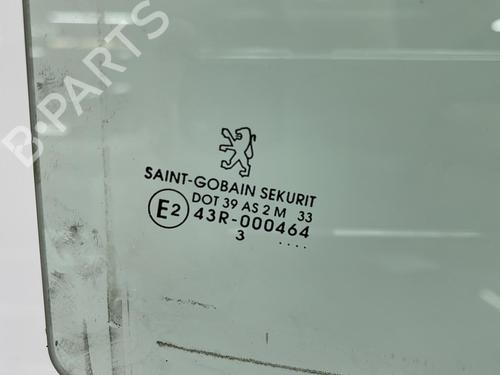 B-PARTS
SAINT-GOBAIN SEKURIT
DOT 39 AS 2 M 33
E2 43R-000464
3 ....